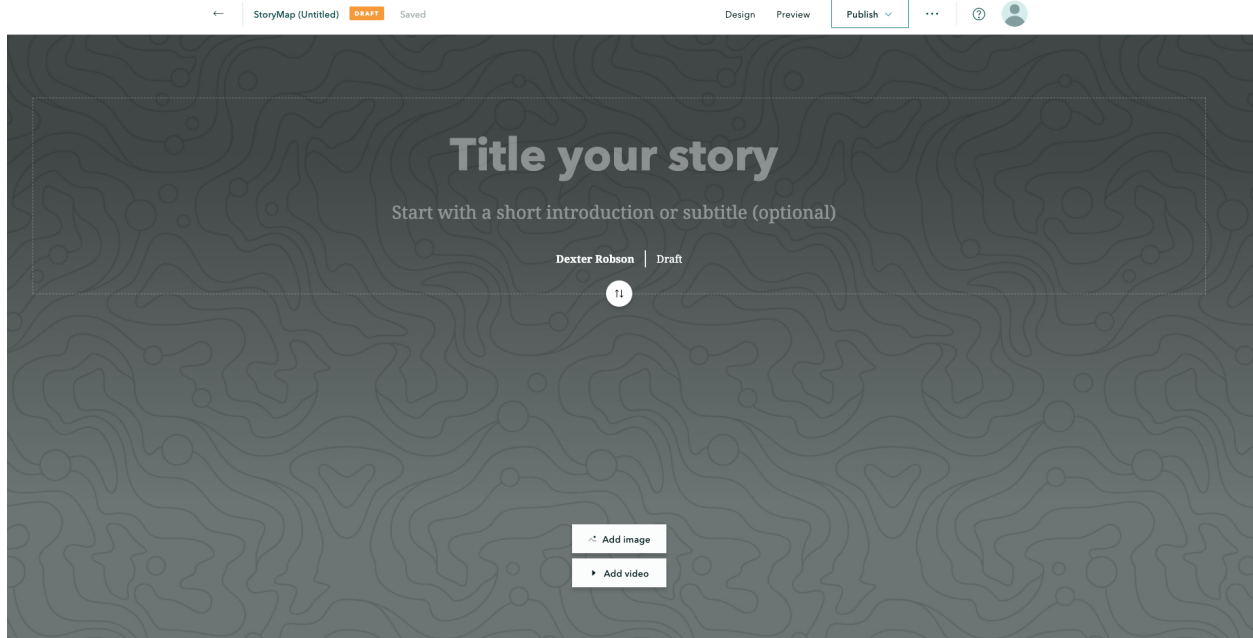 StoryMap (Untitled) DRAFT Saved Design Preview Publish
Title your story
Start with a short introduction or subtitle (optional)
Dexter Robson | Draft
Add image
Add video